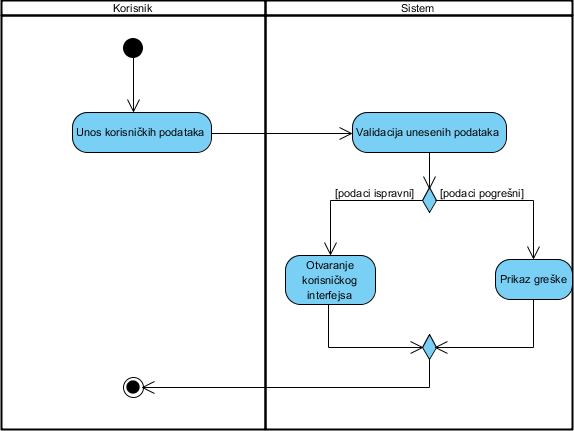 Korisnik
Sistem
Unos korisničkih podataka
Validacija unesenih podataka
[podaci ispravni]
[podaci pogrešni]
Otvaranje
korisničkog
interfejsa
Prikaz greške